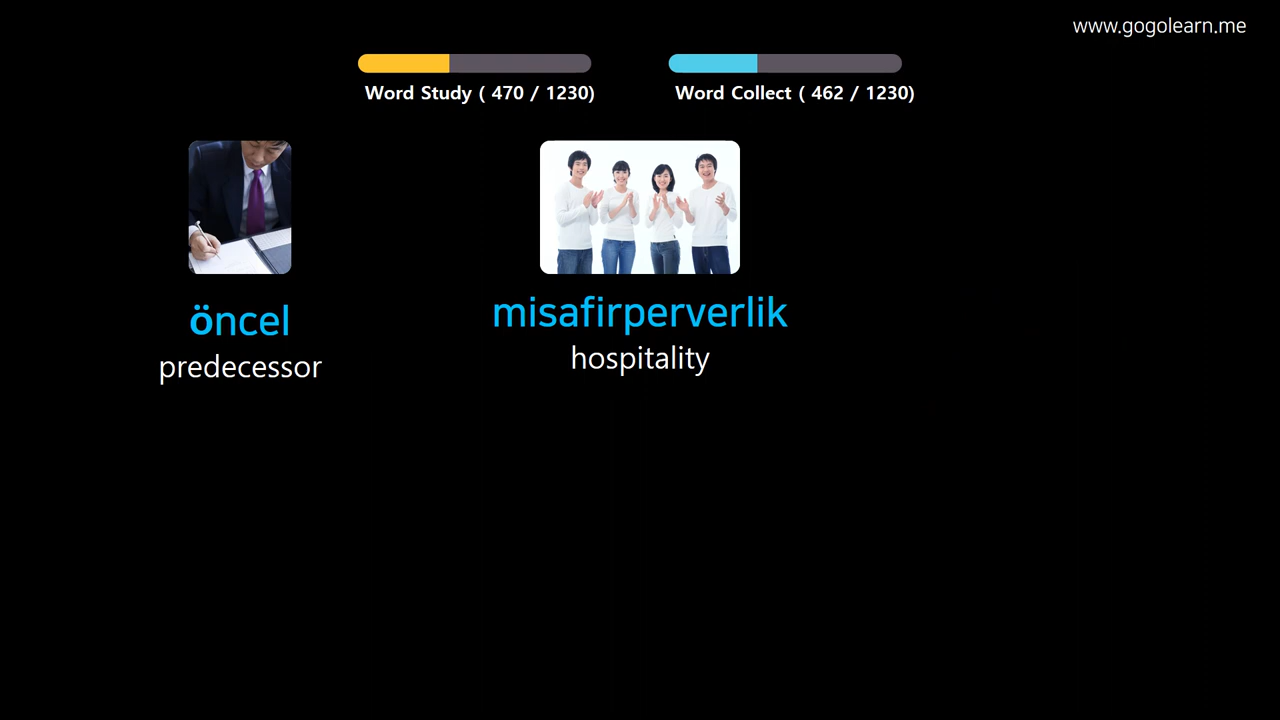 www.gogolearn.me
Word Study ( 470 / 1230)
Word Collect ( 462 / 1230)
öncel
predecessor
misafirperverlik
hospitality